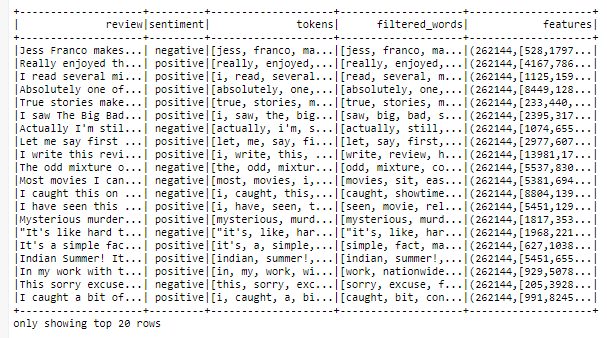 +--------------------+---------+--------------------+--------------------+--------------------+
|              review|sentiment|              tokens|      filtered_words|            features|
+--------------------+---------+--------------------+--------------------+--------------------+
|Jess Franco makes...| negative|[jess, franco, ma...|[jess, franco, ma...|(262144,[528,1797...|
|Really enjoyed th...| positive|[really, enjoyed,...|[really, enjoyed,...|(262144,[4167,786...|
|I read several mi...| positive|[i, read, several...|[read, several, m...|(262144,[1125,159...|
|Absolutely one of...| positive|[absolutely, one,...|[absolutely, one,...|(262144,[8449,128...|
|True stories make...| positive|[true, stories, m...|[true, stories, m...|(262144,[233,440,...|
|I saw The Big Bad...| positive|[i, saw, the, big...|[saw, big, bad, s...|(262144,[2395,317...|
|Actually I'm stil...| negative|[actually, i'm, s...|[actually, still,...|(262144,[1074,655...|
|Let me say first ...| positive|[let, me, say, fi...|[let, say, first,...|(262144,[2977,607...|
|I write this revi...| positive|[i, write, this, ...|[write, review, h...|(262144,[13981,17...|
|The odd mixture o...| negative|[the, odd, mixtur...|[odd, mixture, co...|(262144,[5537,830...|
|Most movies I can...| negative|[most, movies, i,...|[movies, sit, eas...|(262144,[5381,694...|
|I caught this on ...| negative|[i, caught, this,...|[caught, showtime...|(262144,[8804,139...|
|I have seen this ...| positive|[i, have, seen, t...|[seen, movie, rel...|(262144,[5451,129...|
|Mysterious murder...| positive|[mysterious, murd...|[mysterious, murd...|(262144,[1817,353...|
|"It's like hard t...| negative|["it's, like, har...|["it's, like, har...|(262144,[1968,221...|
|It's a simple fac...| positive|[it's, a, simple,...|[simple, fact, ma...|(262144,[627,1038...|
|Indian Summer! It...| positive|[indian, summer!,...|[indian, summer!,...|(262144,[5451,655...|
|In my work with t...| positive|[in, my, work, wi...|[work, nationwide...|(262144,[929,5078...|
|This sorry excuse...| negative|[this, sorry, exc...|[sorry, excuse, f...|(262144,[205,3928...|
|I caught a bit of...| positive|[i, caught, a, bi...|[caught, bit, con...|(262144,[991,8245...|
+--------------------+---------+--------------------+--------------------+--------------------+
only showing top 20 rows